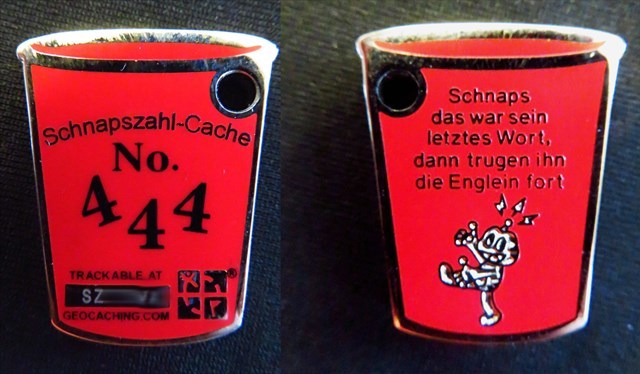 Schnapszahl-Cache
No.
444
TRACKABLE AT
SZ
GEOCACHING.COM
®
Schnaps
das war sein
letztes Wort,
dann trugen ihn
die Englein fort